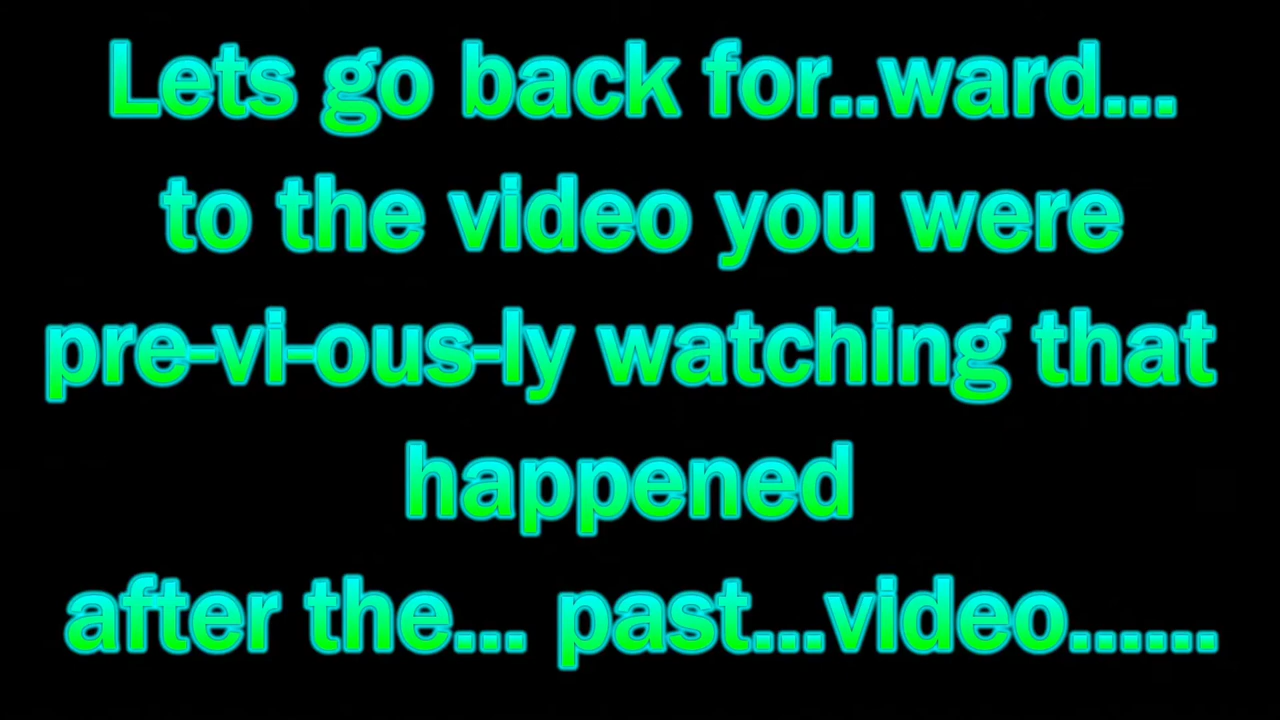 Lets go back for..ward...
to the video you were
pre-vi-ous-ly watching that
happened
after the... past...video......